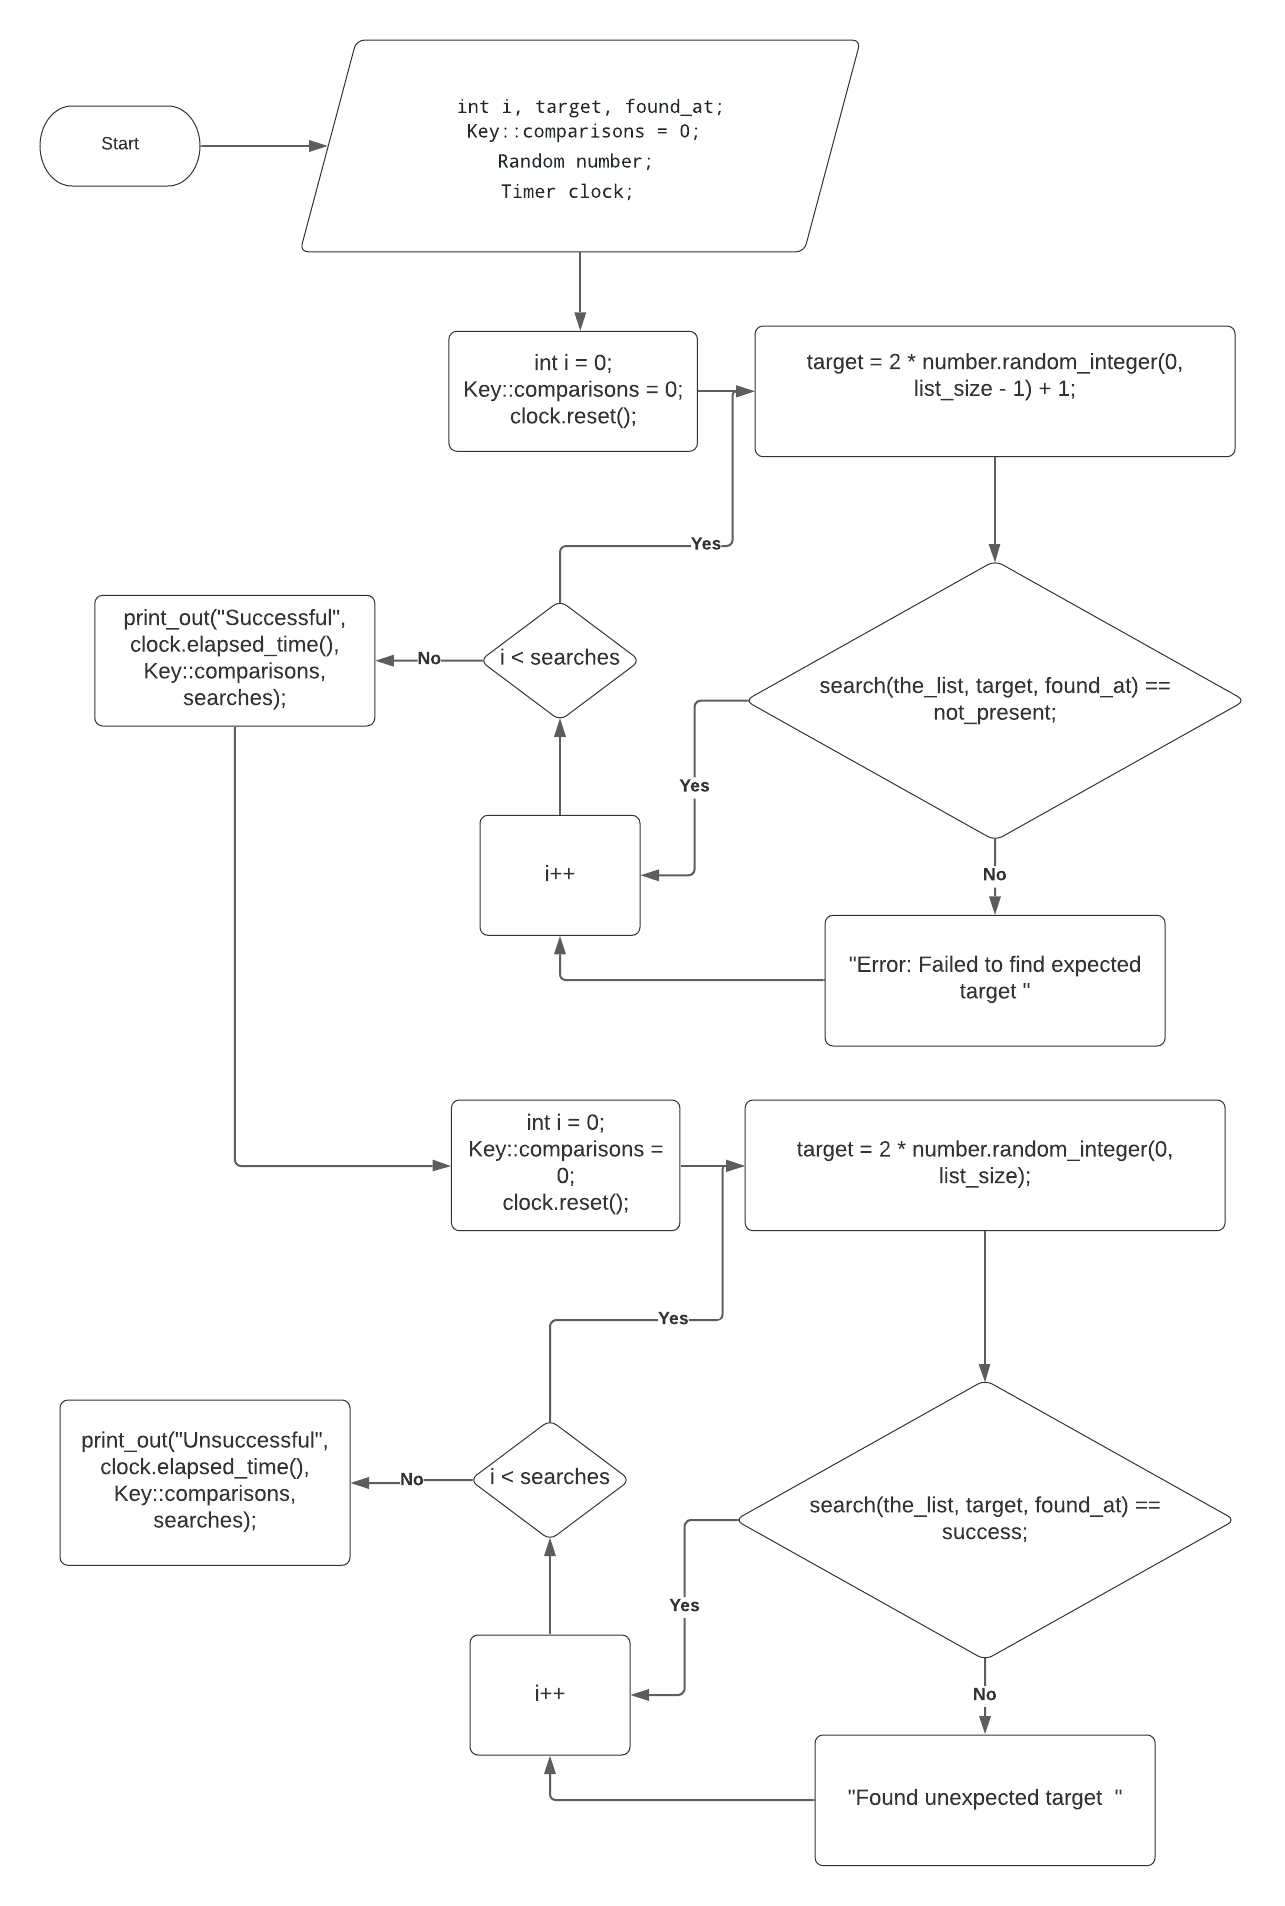 Start
int i, target, found_at;
Key::comparisons = 0;
Random number;
Timer clock;
int i = 0;
Key::comparisons = 0;
clock.reset();
target = 2 * number.random_integer(0,
list_size - 1) + 1;
Yes
print_out("Successful",
clock.elapsed_time(),
Key::comparisons,
searches);
No
i < searches
search(the_list, target, found_at) ==
not_present;
Yes
i++
No
"Error: Failed to find expected
target "
int i = 0;
Key::comparisons =
0;
clock.reset();
target = 2 * number.random_integer(0,
list_size);
Yes
print_out("Unsuccessful",
clock.elapsed_time(),
Key::comparisons,
searches);
No
i < searches
search(the_list, target, found_at) ==
success;
Yes
i++
No
"Found unexpected target  "